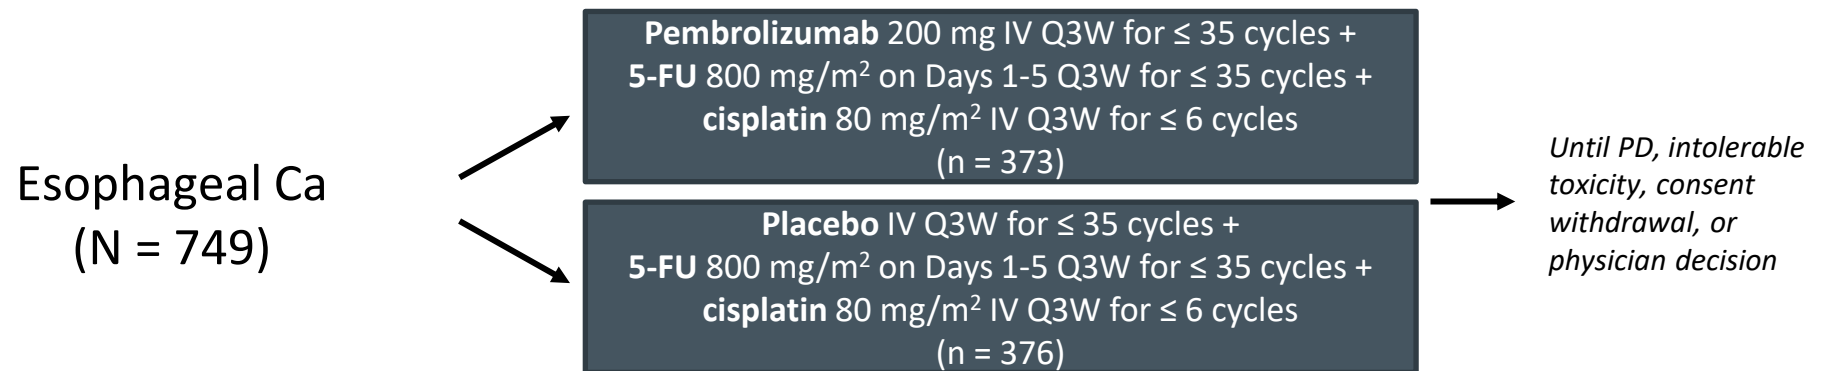 Esophageal Ca
(N = 749)
Pembrolizumab 200 mg IV Q3W for ≤ 35 cycles +
5-FU 800 mg/m² on Days 1-5 Q3W for ≤ 35 cycles +
cisplatin 80 mg/m² IV Q3W for ≤ 6 cycles
(n = 373)
Placebo IV Q3W for ≤ 35 cycles +
5-FU 800 mg/m² on Days 1-5 Q3W for ≤ 35 cycles +
cisplatin 80 mg/m² IV Q3W for ≤ 6 cycles
(n = 376)
Until PD, intolerable
toxicity, consent
withdrawal, or
physician decision